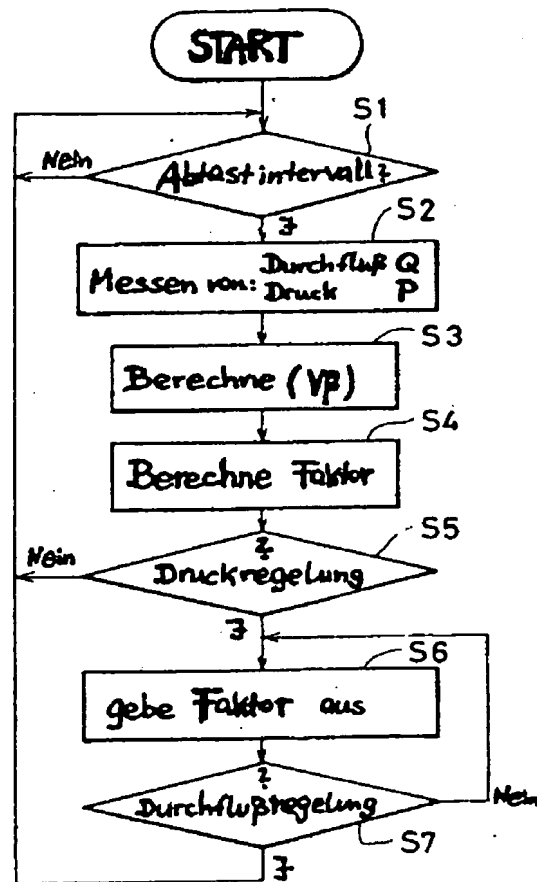 START
S1
Nein
Abtastintervall?
J
S2
Messen von: Durchfluß Q
Druck P
S3
Berechne (Vβ)
S4
Berechne Faktor
S5
?
Nein
Druckregelung
J
S6
gebe Faktor aus
?
Durchflußregelung
Nein
S7
J